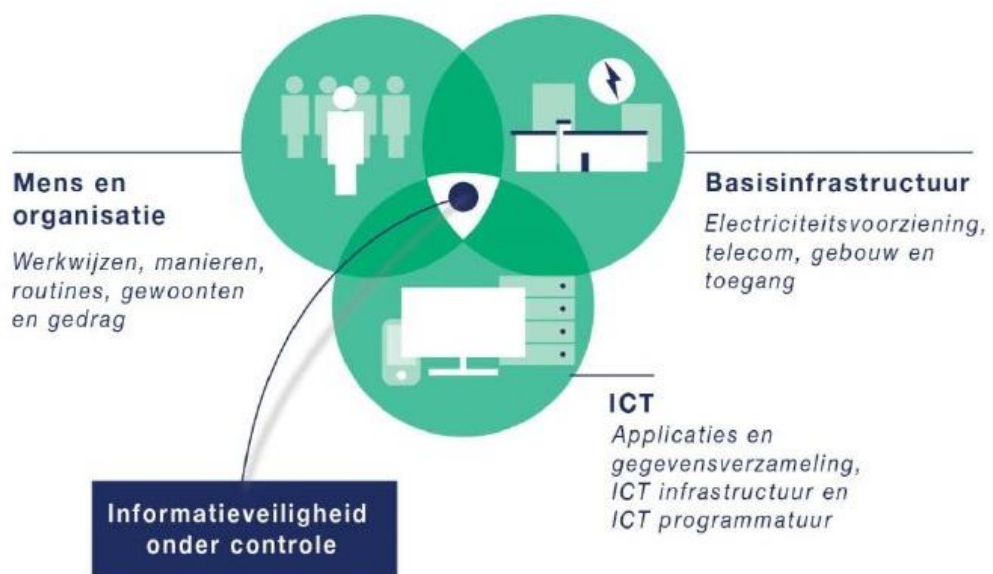 Mens en
organisatie
Werkwijzen, manieren,
routines, gewoonten
en gedrag
Basisinfrastructuur
Electriciteitsvoorziening,
telecom, gebouw en
toegang
ICT
Applicaties en
gegevensverzameling,
ICT infrastructuur en
ICT programmatuur
Informatieveiligheid
onder controle